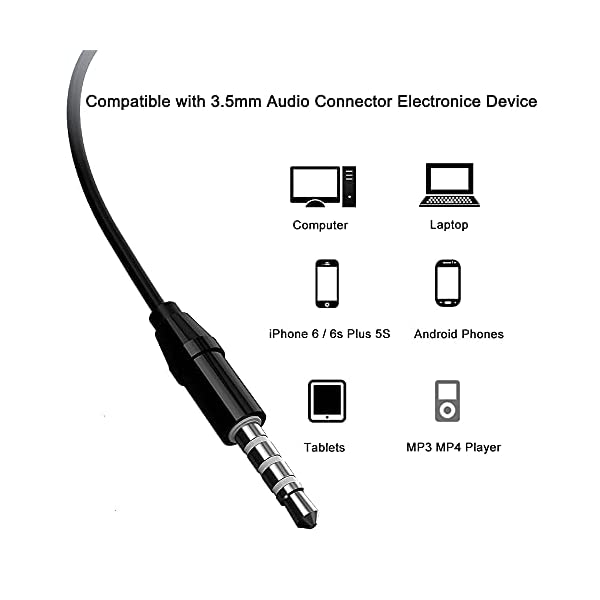 Compatible with 3.5mm Audio Connector Electronice Device
Computer
Laptop
iPhone 6 / 6s Plus 5S
Android Phones
Tablets
MP3 MP4 Player